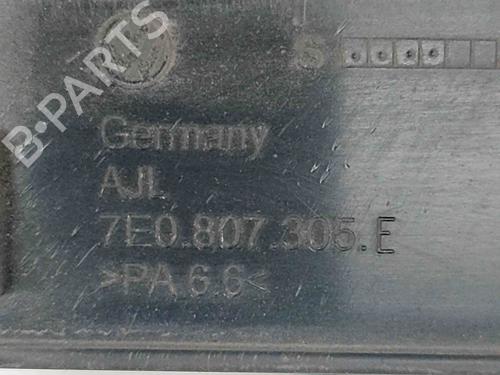 B-PARTS
S
Germany
AJL
7E0.807.305.E
>PA 6.6<